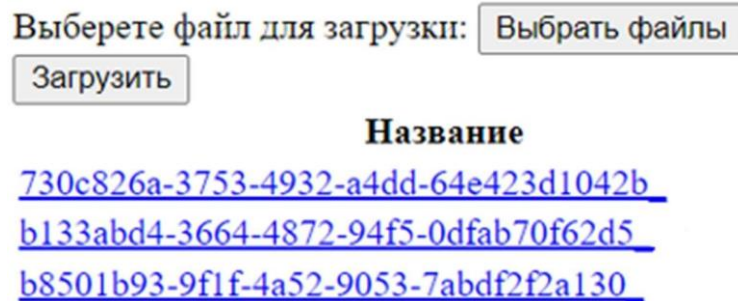 Выберете файл для загрузки: Выбрать файлы
Загрузить
Название
730c826a-3753-4932-a4dd-64e423d1042b_
b133abd4-3664-4872-94f5-0dfab70f62d5_
b8501b93-9f1f-4a52-9053-7abdf2f2a130_